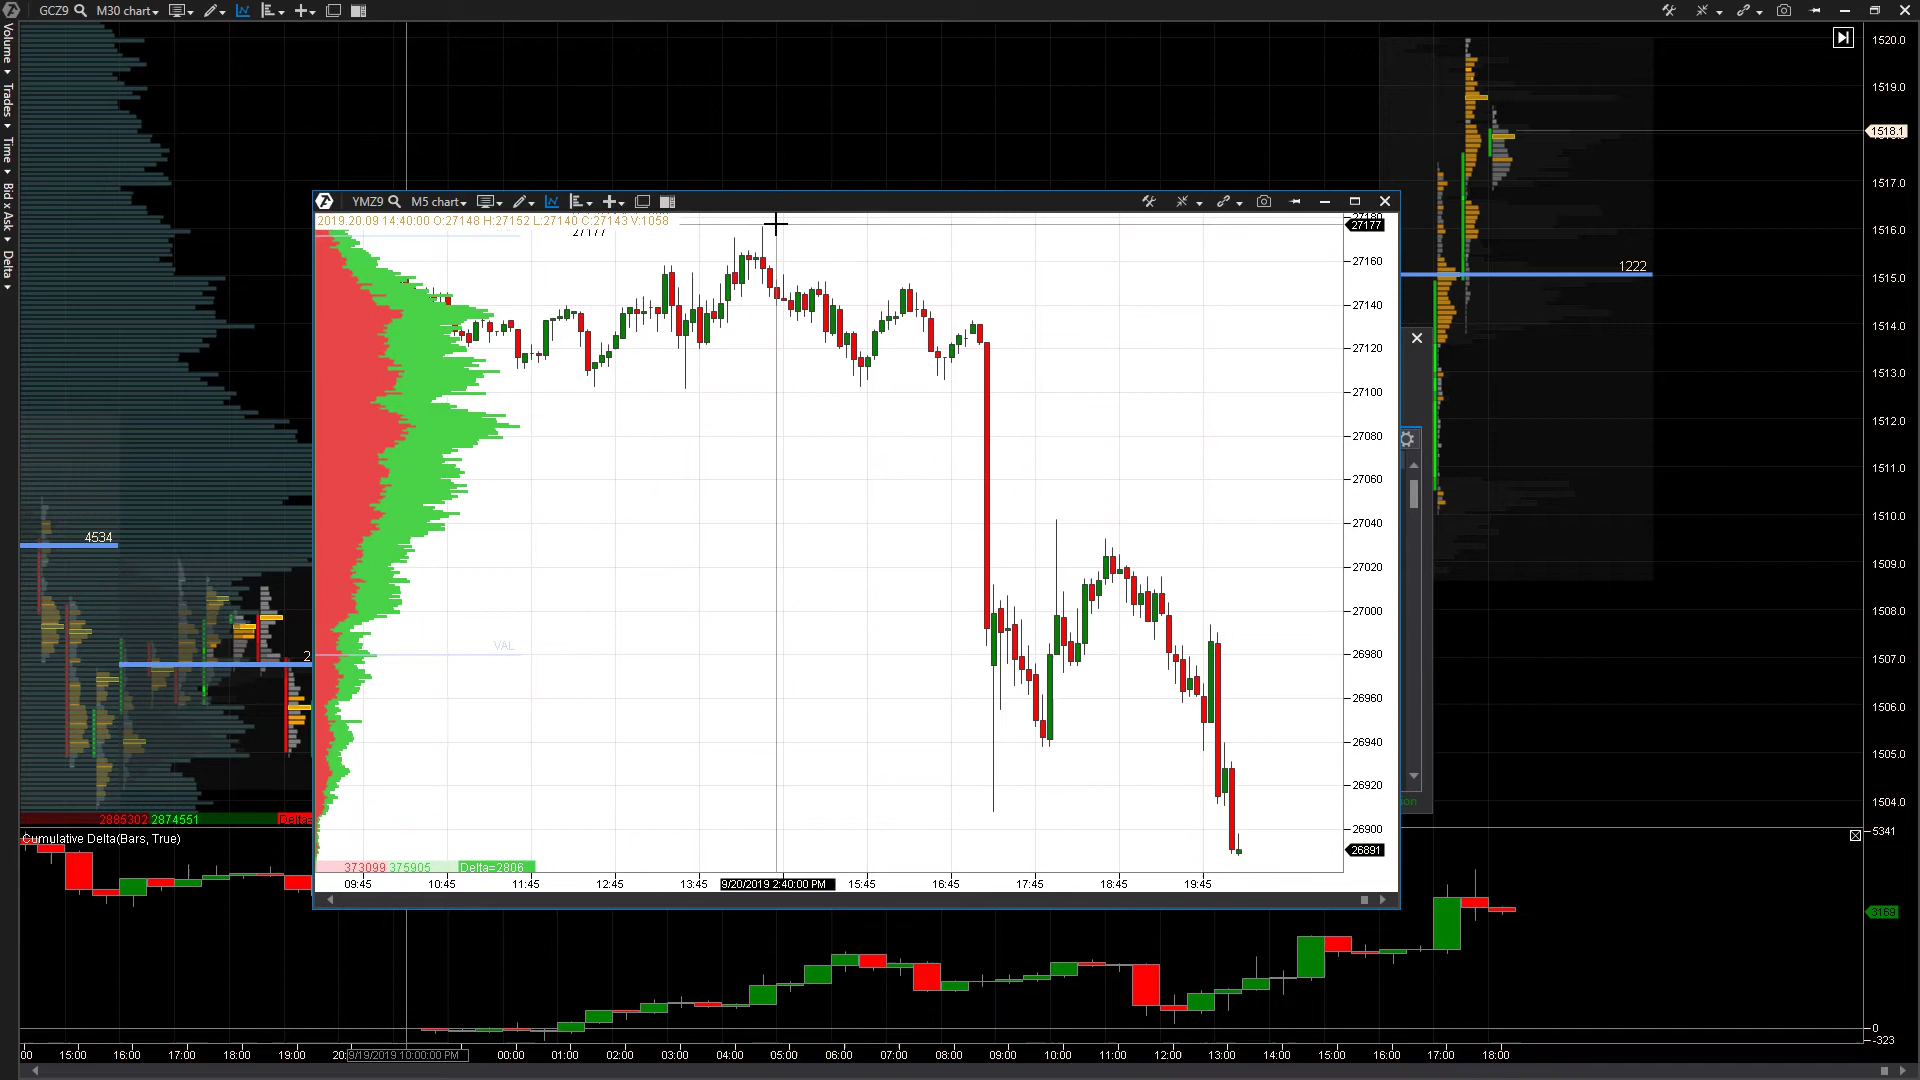 GCZ9 M30 chart
Volume
Trades
Time
Bid x Ask
Delta
1520.0
1519.0
1518.1
1517.0
1516.0
1515.0
1514.0
1513.0
1512.0
1511.0
1510.0
1509.0
1508.0
1507.0
1506.0
1505.0
1504.0
1222
4534
2
2885302 2874551 Delta=
YMZ9 M5 chart
2019.20.09 14:40:00 O:27148 H:27152 L:27140 C:27143 V:1058
27177
27180
27177
27160
27140
27120
27100
27080
27060
27040
27020
27000
26980
26960
26940
26920
26900
26891
VAL
373099 375905 Delta=2806
09:45 10:45 11:45 12:45 13:45 9/20/2019 2:40:00 PM 15:45 16:45 17:45 18:45 19:45
ion
Cumulative Delta(Bars, True)
5341
3169
0
-323
00 15:00 16:00 17:00 18:00 19:00 20: 9/19/2019 10:00:00 PM 00:00 01:00 02:00 03:00 04:00 05:00 06:00 07:00 08:00 09:00 10:00 11:00 12:00 13:00 14:00 15:00 16:00 17:00 18:00